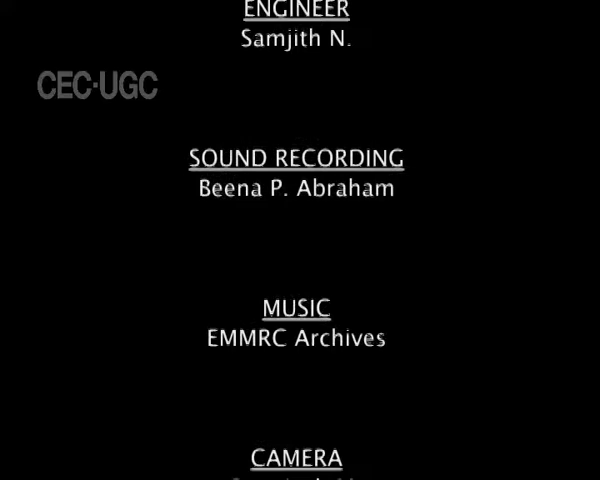 ENGINEER
Samjith N.
CEC-UGC
SOUND RECORDING
Beena P. Abraham
MUSIC
EMMRC Archives
CAMERA